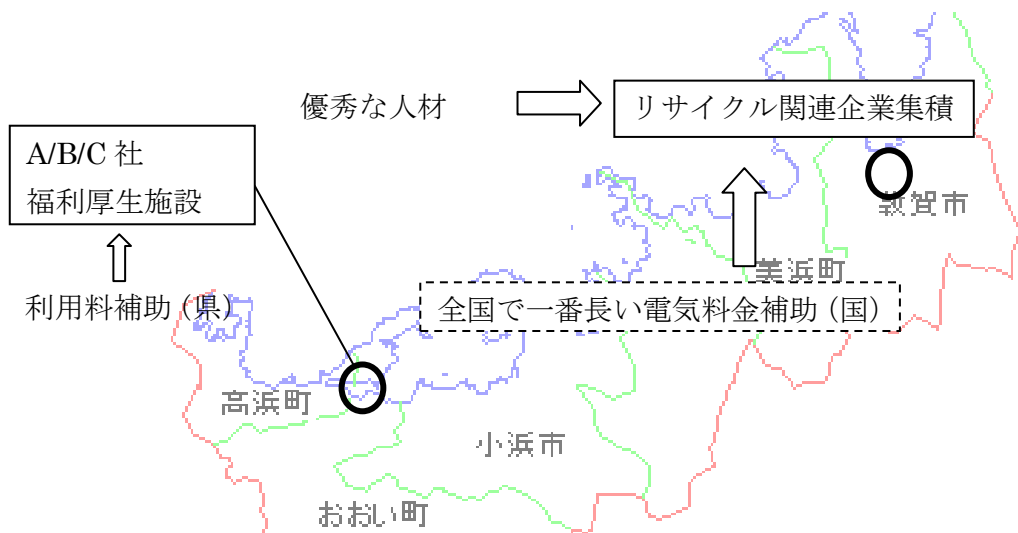 優秀な人材
リサイクル関連企業集積
A/B/C 社
福利厚生施設
敦賀市
美浜町
利用料補助（県）
全国で一番長い電気料金補助（国）
高浜町
小浜市
おおい町